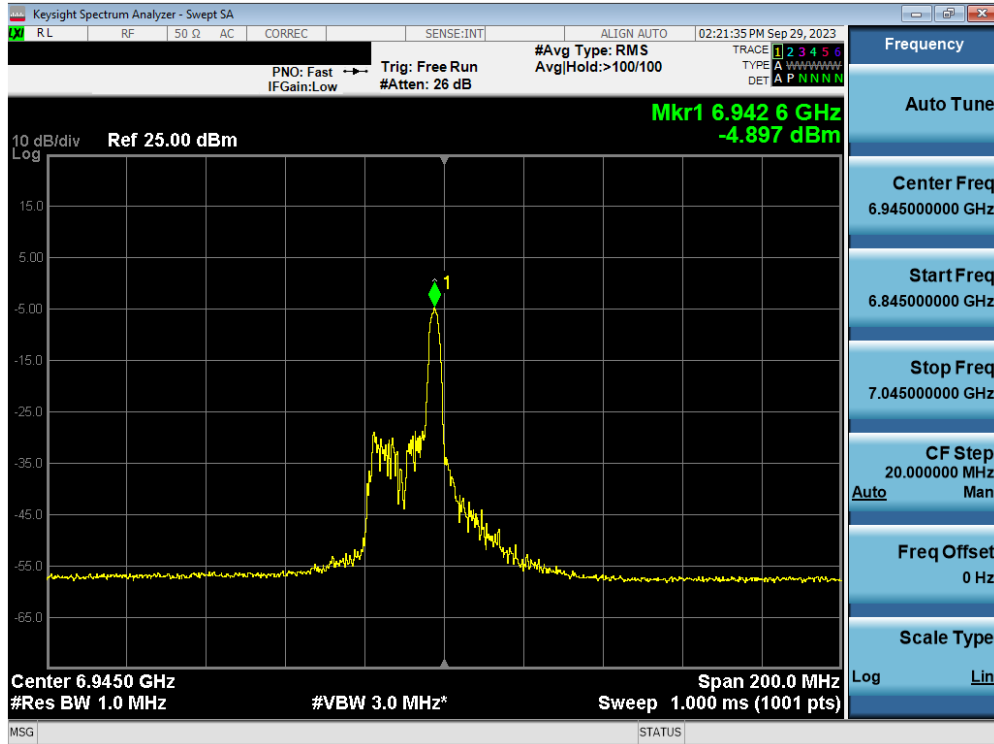 Keysight Spectrum Analyzer - Swept SA
LXI RL RF 50 Ω AC CORREC SENSE:INT ALIGN AUTO 02:21:35 PM Sep 29, 2023
PNO: Fast
IFGain:Low
Trig: Free Run
#Atten: 26 dB
#Avg Type: RMS
Avg|Hold:>100/100
TRACE 1 2 3 4 5 6
TYPE A WWWWW
DET A P N N N N
Mkr1 6.942 6 GHz
-4.897 dBm
10 dB/div Ref 25.00 dBm
Log
15.0
5.00
-5.00
-15.0
-25.0
-35.0
-45.0
-55.0
-65.0
1
Center 6.9450 GHz Span 200.0 MHz
#Res BW 1.0 MHz #VBW 3.0 MHz* Sweep 1.000 ms (1001 pts)
MSG STATUS
Frequency
Auto Tune
Center Freq
6.945000000 GHz
Start Freq
6.845000000 GHz
Stop Freq
7.045000000 GHz
CF Step
20.000000 MHz
Auto Man
Freq Offset
0 Hz
Scale Type
Log Lin